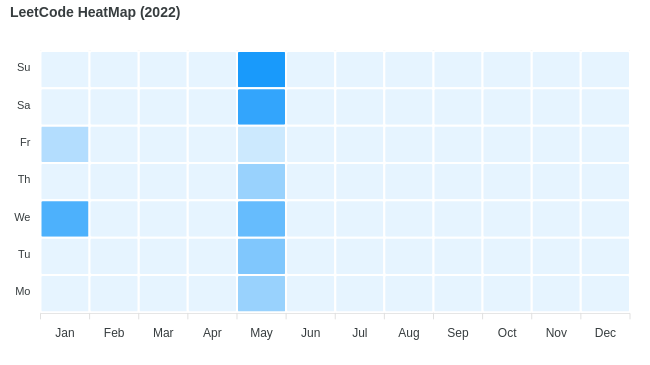 LeetCode HeatMap (2022)
Su
Sa
Fr
Th
We
Tu
Mo
Jan Feb Mar Apr May Jun Jul Aug Sep Oct Nov Dec